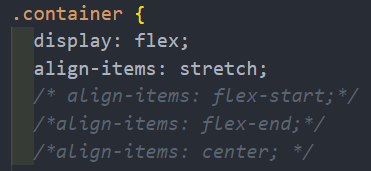 .container {
display: flex;
align-items: stretch;
/* align-items: flex-start;*/
/*align-items: flex-end;*/
/*align-items: center; */